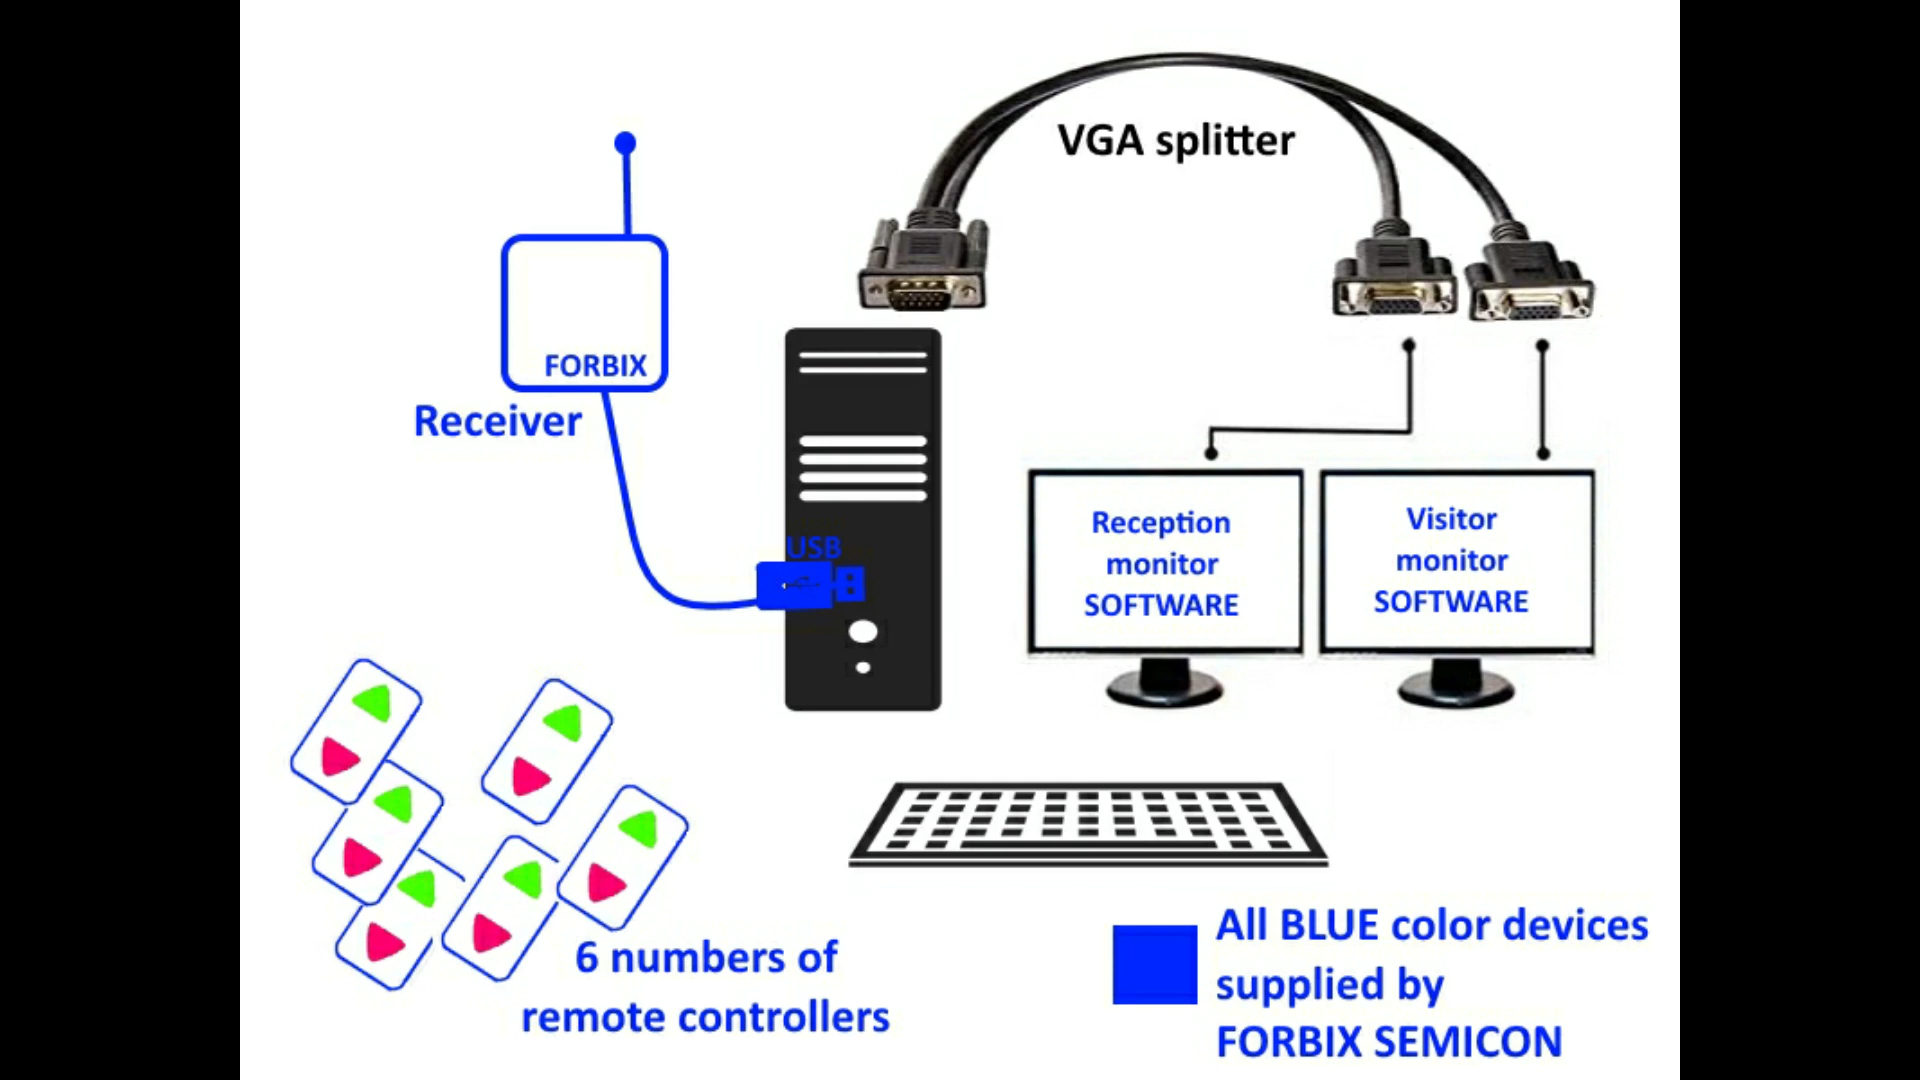 VGA splitter
FORBIX
Receiver
USB
Reception
monitor
SOFTWARE
Visitor
monitor
SOFTWARE
6 numbers of
remote controllers
All BLUE color devices
supplied by
FORBIX SEMICON